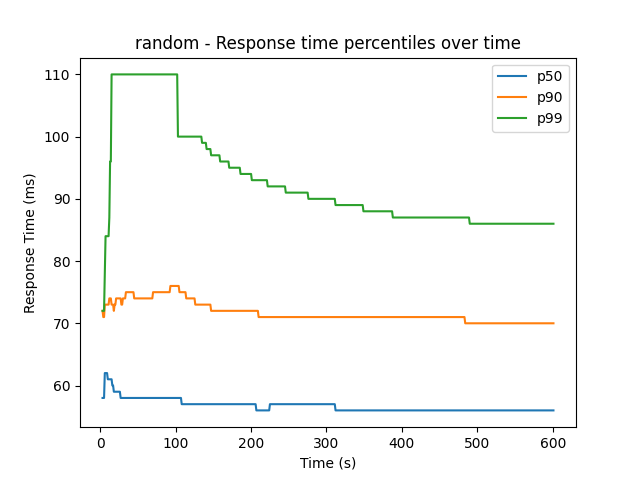 random - Response time percentiles over time
p50
p90
p99
110
100
90
80
70
60
Response Time (ms)
0 100 200 300 400 500 600
Time (s)